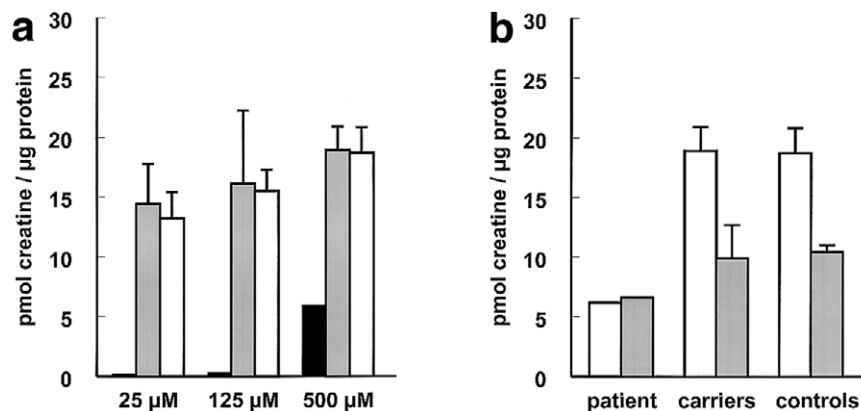 a
pmol creatine / µg protein
30
25
20
15
10
5
0
25 µM 125 µM 500 µM
b
pmol creatine / µg protein
30
25
20
15
10
5
0
patient carriers controls